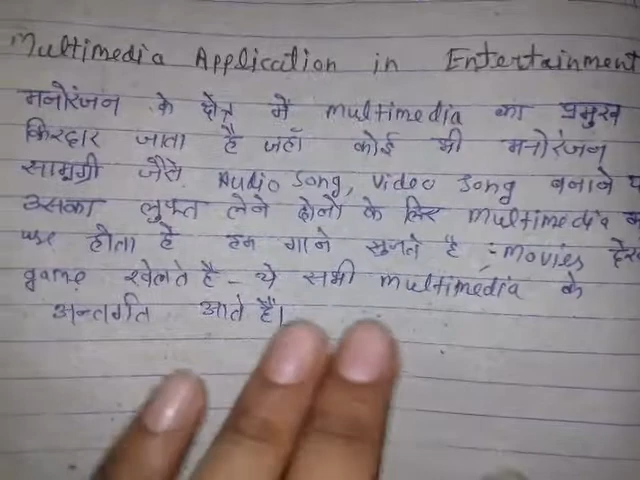 Multimedia Application in Entertainment
मनोरंजन के क्षेत्र में multimedia का प्रमुख
किरदार जाता है जहाँ कोई भी मनोरंजन
सामग्री जैसे Audio song, Video song बनाने
उसका लुफ्त लेने दोनों के लिए multimedia
use होता है हम गाने सुनते है, movies
game खेलते है - ये सभी multimedia के
अन्तर्गत आते हैं।